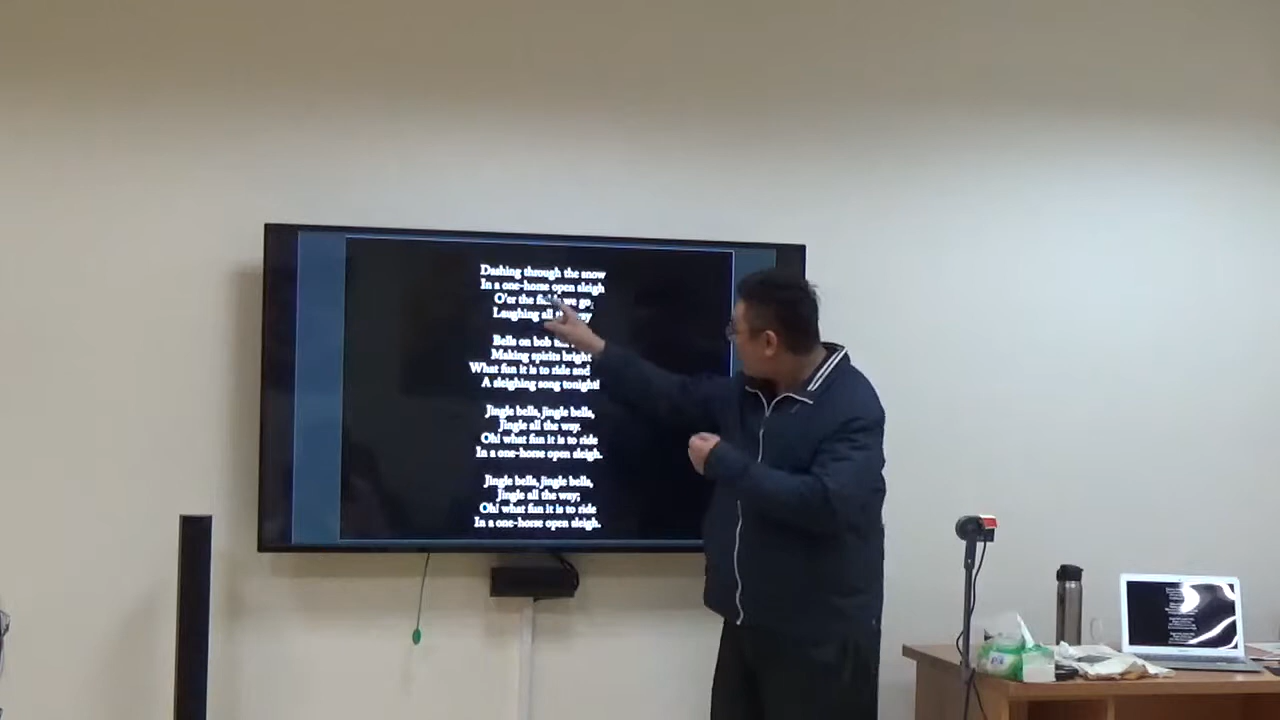 Dashing through the snow
In a one-horse open sleigh
O'er the we go,
Laughing all way
Bells on bob
Making spirits bright
What fun it is to ride and
A sleighing song tonight!
Jingle bells, jingle bells,
Jingle all the way.
Oh! what fun it is to ride
In a one-horse open sleigh.
Jingle bells, jingle bells,
Jingle all the way;
Oh! what fun it is to ride
In a one-horse open sleigh.